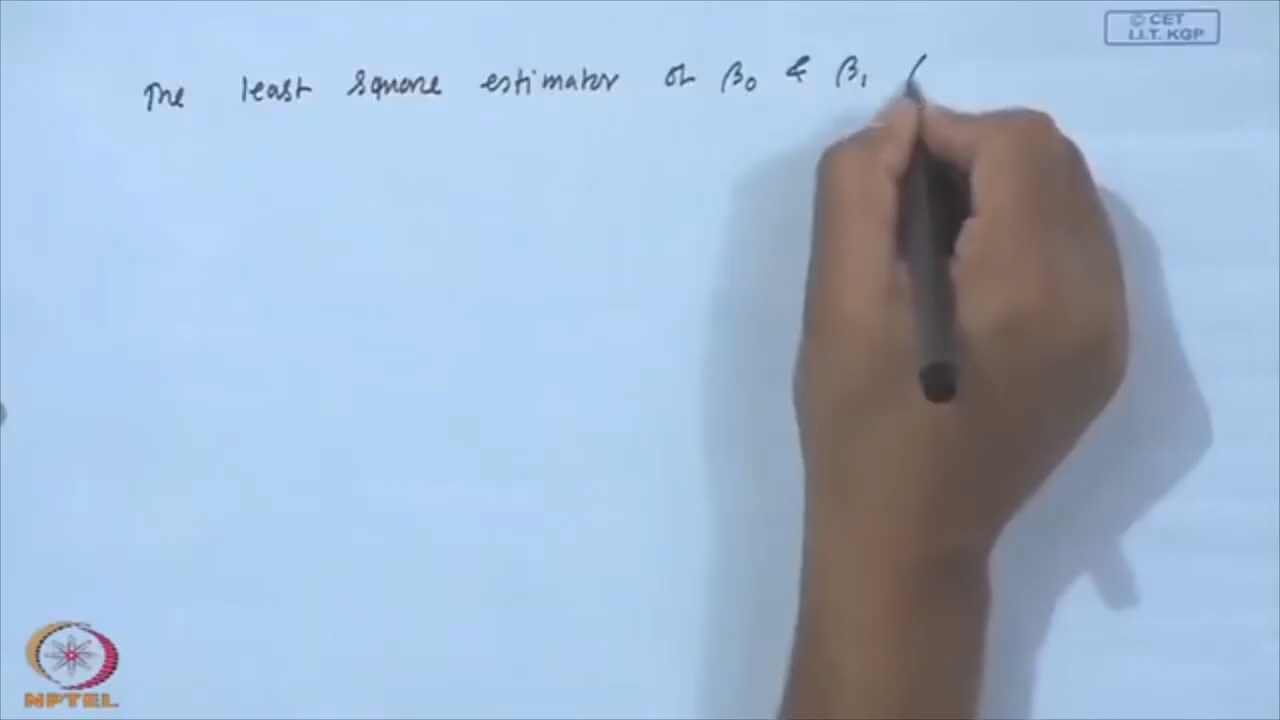 © CET
I.I.T. KGP
The least square estimator of β₀ & β₁ (
NPTEL